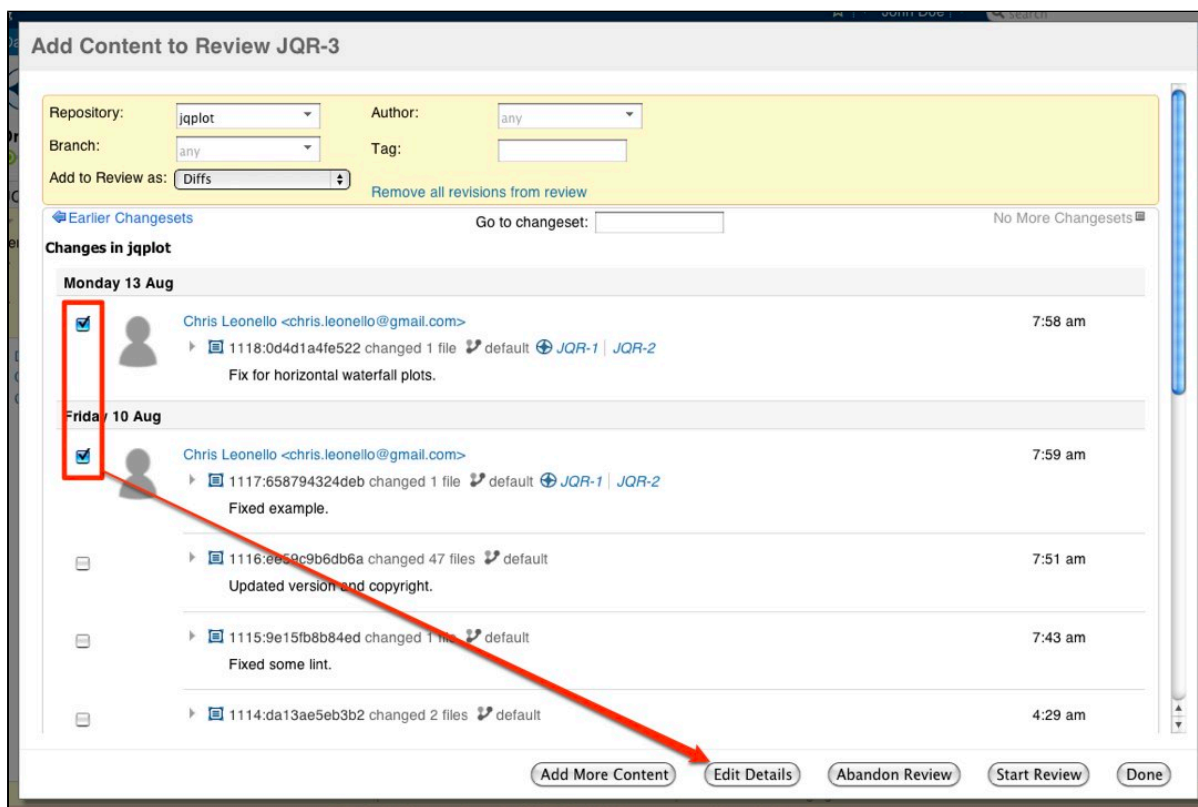 John Doe
search
Add Content to Review JQR-3
Repository: jqplot Author: any
Branch: any Tag:
Add to Review as: Diffs Remove all revisions from review
Earlier Changesets Go to changeset: No More Changesets
Changes in jqplot
Monday 13 Aug
Chris Leonello <chris.leonello@gmail.com> 7:58 am
1118:0d4d1a4fe522 changed 1 file default JQR-1 JQR-2
Fix for horizontal waterfall plots.
Friday 10 Aug
Chris Leonello <chris.leonello@gmail.com> 7:59 am
1117:658794324deb changed 1 file default JQR-1 JQR-2
Fixed example.
1116:ee59c9b6db6a changed 47 files default 7:51 am
Updated version and copyright.
1115:9e15fb8b84ed changed 1 file default 7:43 am
Fixed some lint.
1114:da13ae5eb3b2 changed 2 files default 4:29 am
Add More Content Edit Details Abandon Review Start Review Done